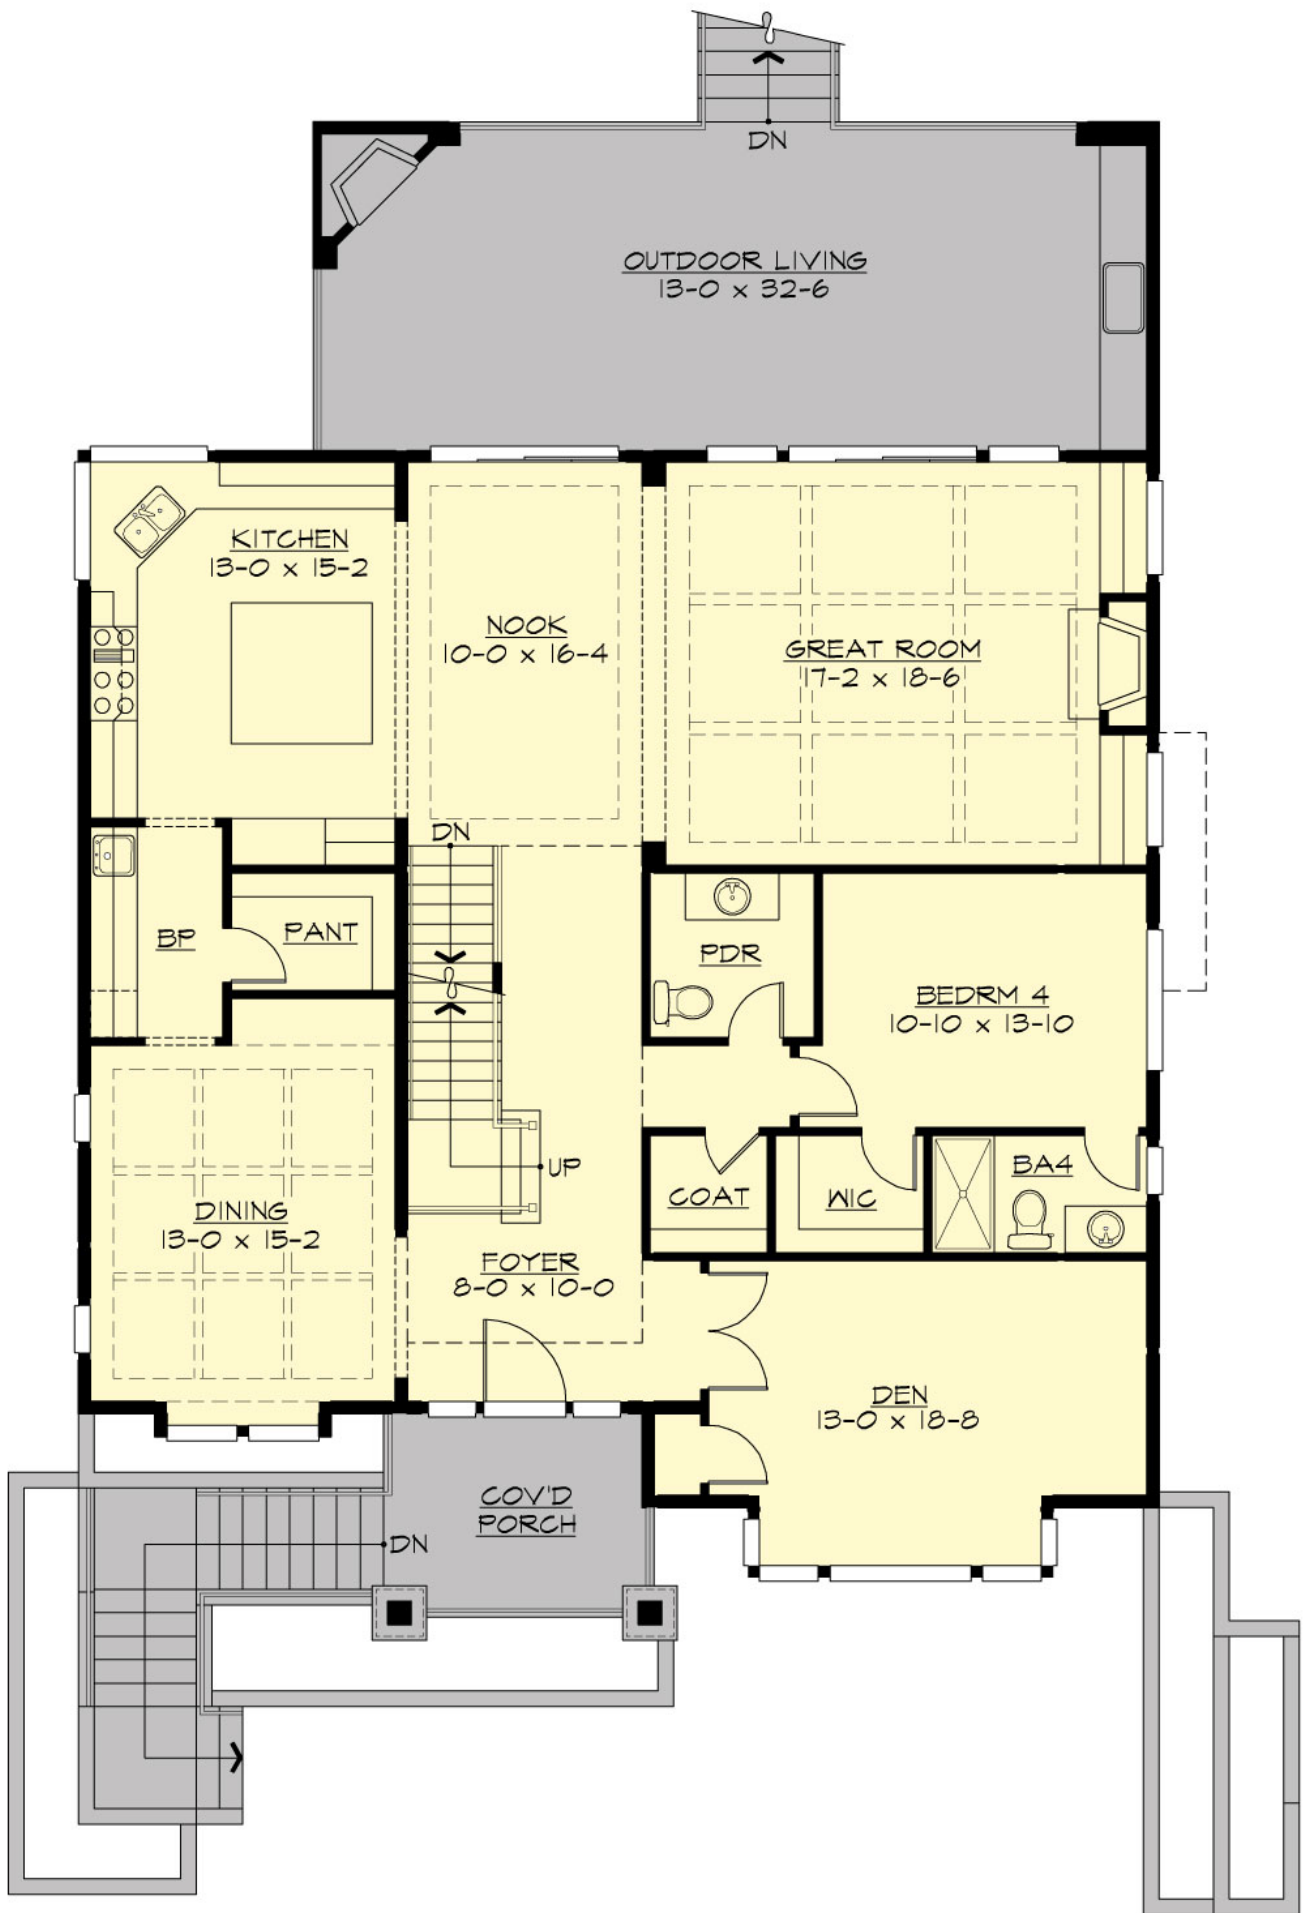 DN
OUTDOOR LIVING
13-0 x 32-6
KITCHEN
13-0 x 15-2
NOOK
10-0 x 16-4
GREAT ROOM
17-2 x 18-6
DN
BP
PANT
PDR
BEDRM 4
10-10 x 13-10
UP
COAT
WIC
BA4
DINING
13-0 x 15-2
FOYER
8-0 x 10-0
DEN
13-0 x 18-8
COV'D
PORCH
DN